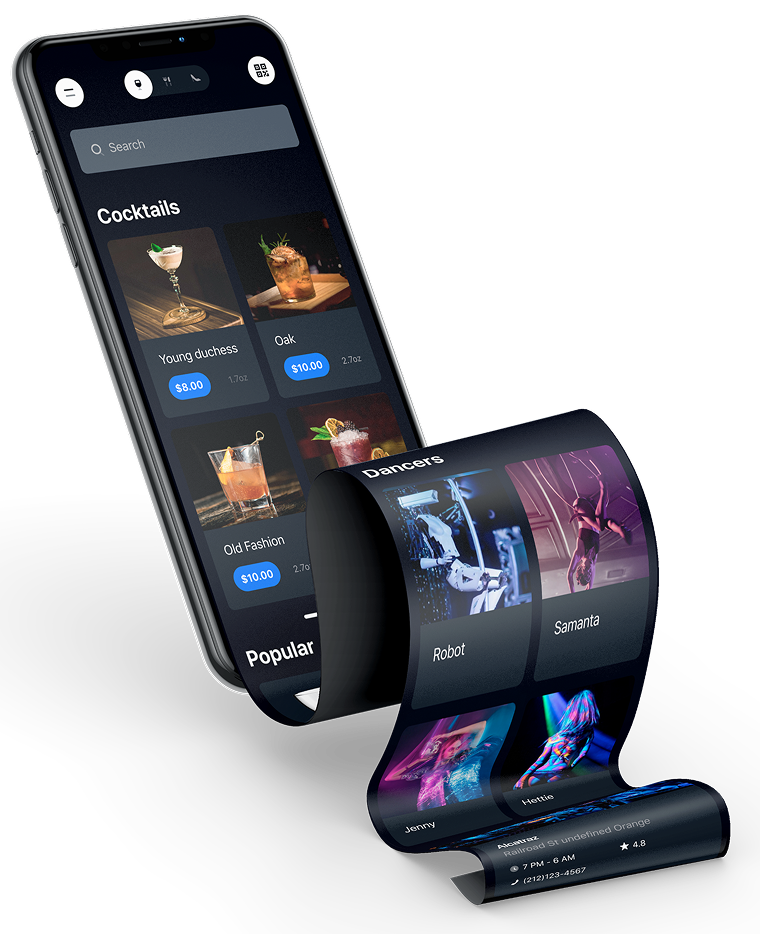 Search
Cocktails
Young duchess
$8.00
1.7oz
Oak
$10.00
2.7oz
Old Fashion
$10.00
2.7o
Popular
Dancers
Robot
Samanta
Jenny
Hettie
Alcatraz
Railroad St undefined Orange
7 PM - 6 AM
4.8
(212)123-4567